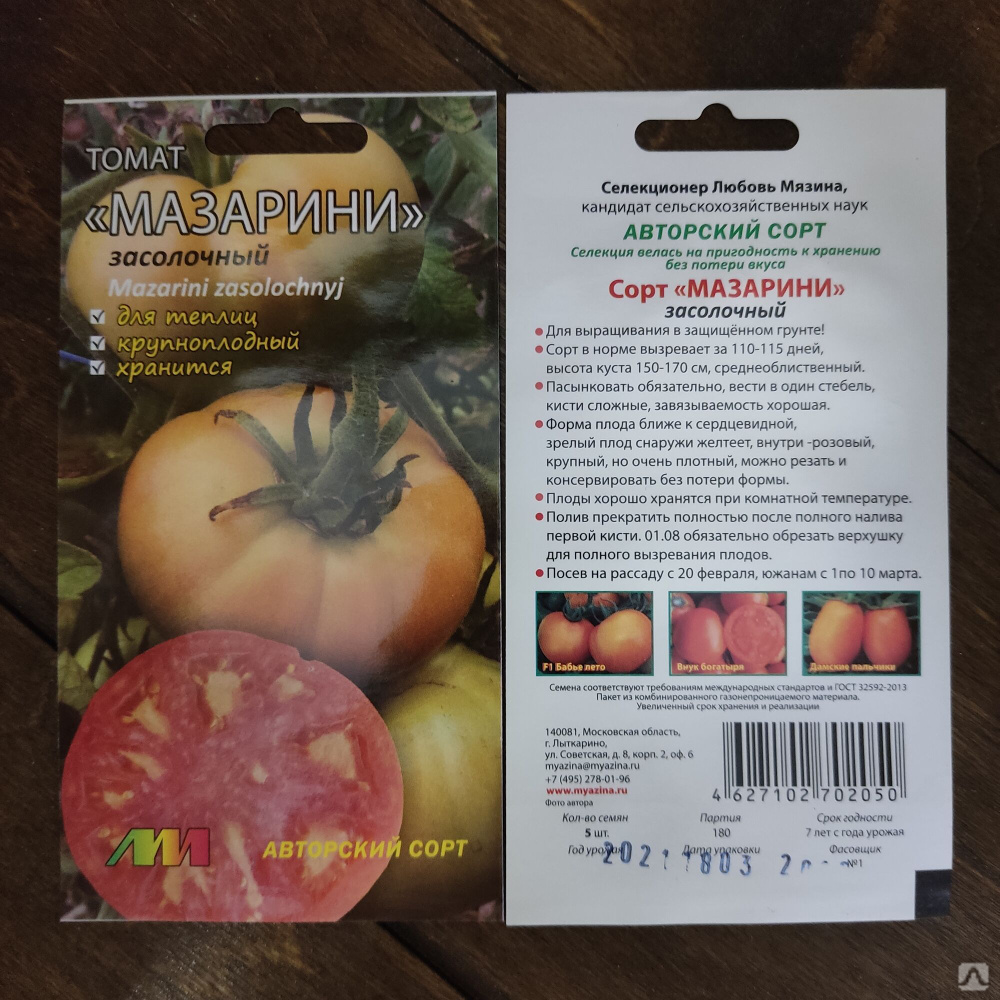 ТОМАТ
«МАЗАРИНИ»
засолочный
Mazarini zasolochnyj
для теплиц
крупноплодный
хранится
АВТОРСКИЙ СОРТ
Селекционер Любовь Мязина,
кандидат сельскохозяйственных наук
АВТОРСКИЙ СОРТ
Селекция велась на пригодность к хранению
без потери вкуса
Сорт «МАЗАРИНИ»
засолочный
Для выращивания в защищённом грунте!
Сорт в норме вызревает за 110-115 дней,
высота куста 150-170 см, среднеоблиственный.
Пасынковать обязательно, вести в один стебель,
кисти сложные, завязываемость хорошая.
Форма плода ближе к сердцевидной,
зрелый плод снаружи желтеет, внутри -розовый,
крупный, но очень плотный, можно резать и
консервировать без потери формы.
Плоды хорошо хранятся при комнатной температуре.
Полив прекратить полностью после полного налива
первой кисти. 01.08 обязательно обрезать верхушку
для полного вызревания плодов.
Посев на рассаду с 20 февраля, южанам с 1по 10 марта.
F1 Бабье лето
Внук богатыря
Дамские пальчики
Семена соответствуют требованиям международных стандартов и ГОСТ 32592-2013
Пакет из комбинированного газонепроницаемого материала.
Увеличенный срок хранения и реализации
140081, Московская область,
г. Лыткарино,
ул. Советская, д. 8, корп. 2, оф. 6
myazina@myazina.ru
+7 (495) 278-01-96
www.myazina.ru
Фото автора
4 627102 702050
Кол-во семян Партия Срок годности
5 шт. 180 7 лет с года урожая
Год урожая Дата упаковки Фасовщик
2021 1803 №1